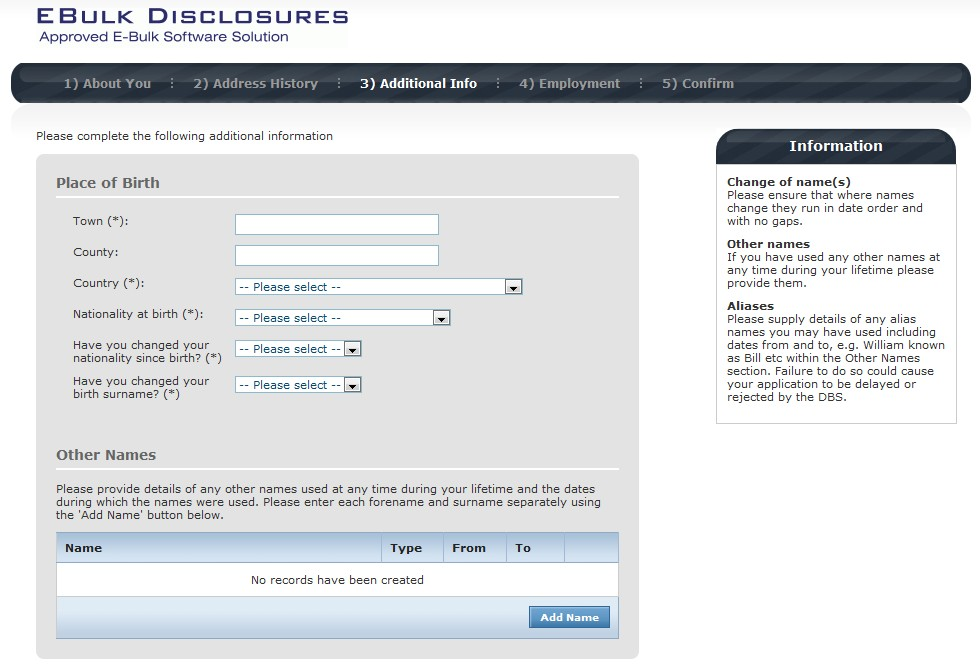 EBULK DISCLOSURES
Approved E-Bulk Software Solution
1) About You
2) Address History
3) Additional Info
4) Employment
5) Confirm
Please complete the following additional information
Place of Birth
Town (*):
County:
Country (*):
-- Please select --
Nationality at birth (*):
-- Please select --
Have you changed your
nationality since birth? (*)
-- Please select --
Have you changed your
birth surname? (*)
-- Please select --
Other Names
Please provide details of any other names used at any time during your lifetime and the dates
during which the names were used. Please enter each forename and surname separately using
the 'Add Name' button below.
Name Type From To
No records have been created
Add Name
Information
Change of name(s)
Please ensure that where names
change they run in date order and
with no gaps.
Other names
If you have used any other names at
any time during your lifetime please
provide them.
Aliases
Please supply details of any alias
names you may have used including
dates from and to, e.g. William known
as Bill etc within the Other Names
section. Failure to do so could cause
your application to be delayed or
rejected by the DBS.